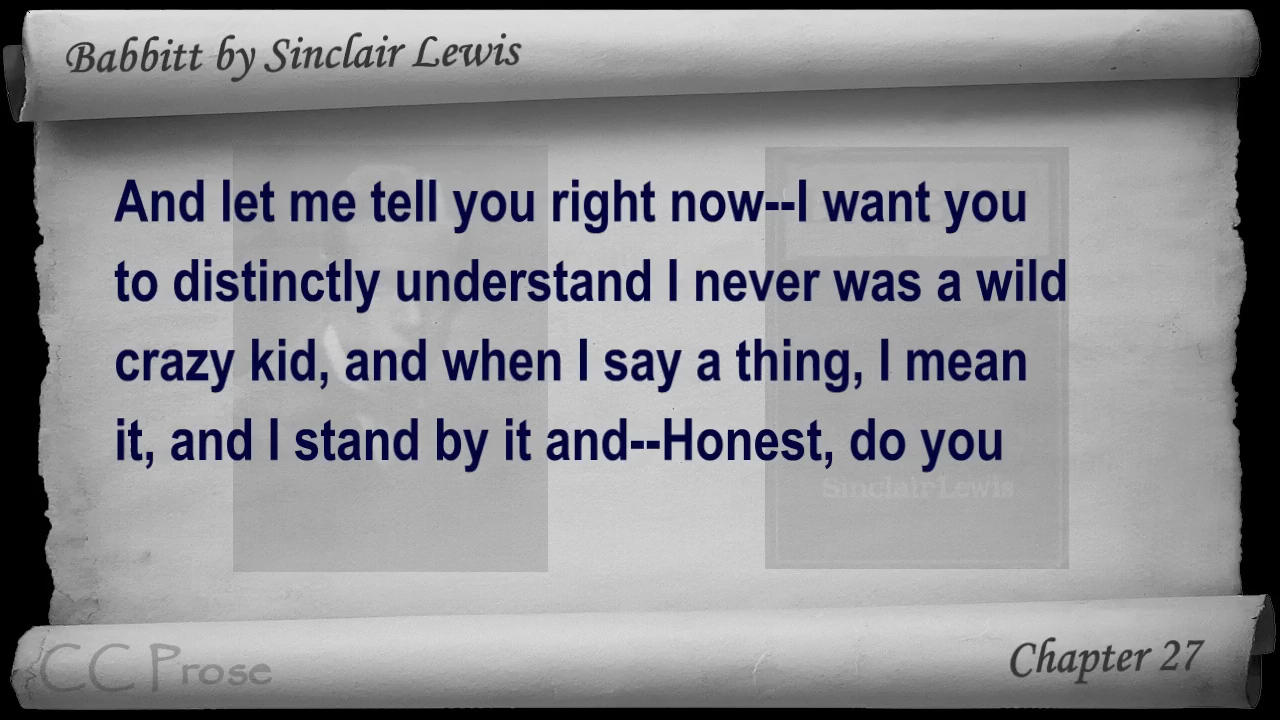 Babbitt by Sinclair Lewis
And let me tell you right now--I want you
to distinctly understand I never was a wild
crazy kid, and when I say a thing, I mean
it, and I stand by it and--Honest, do you
Sinclair Lewis
CC Prose
Chapter 27